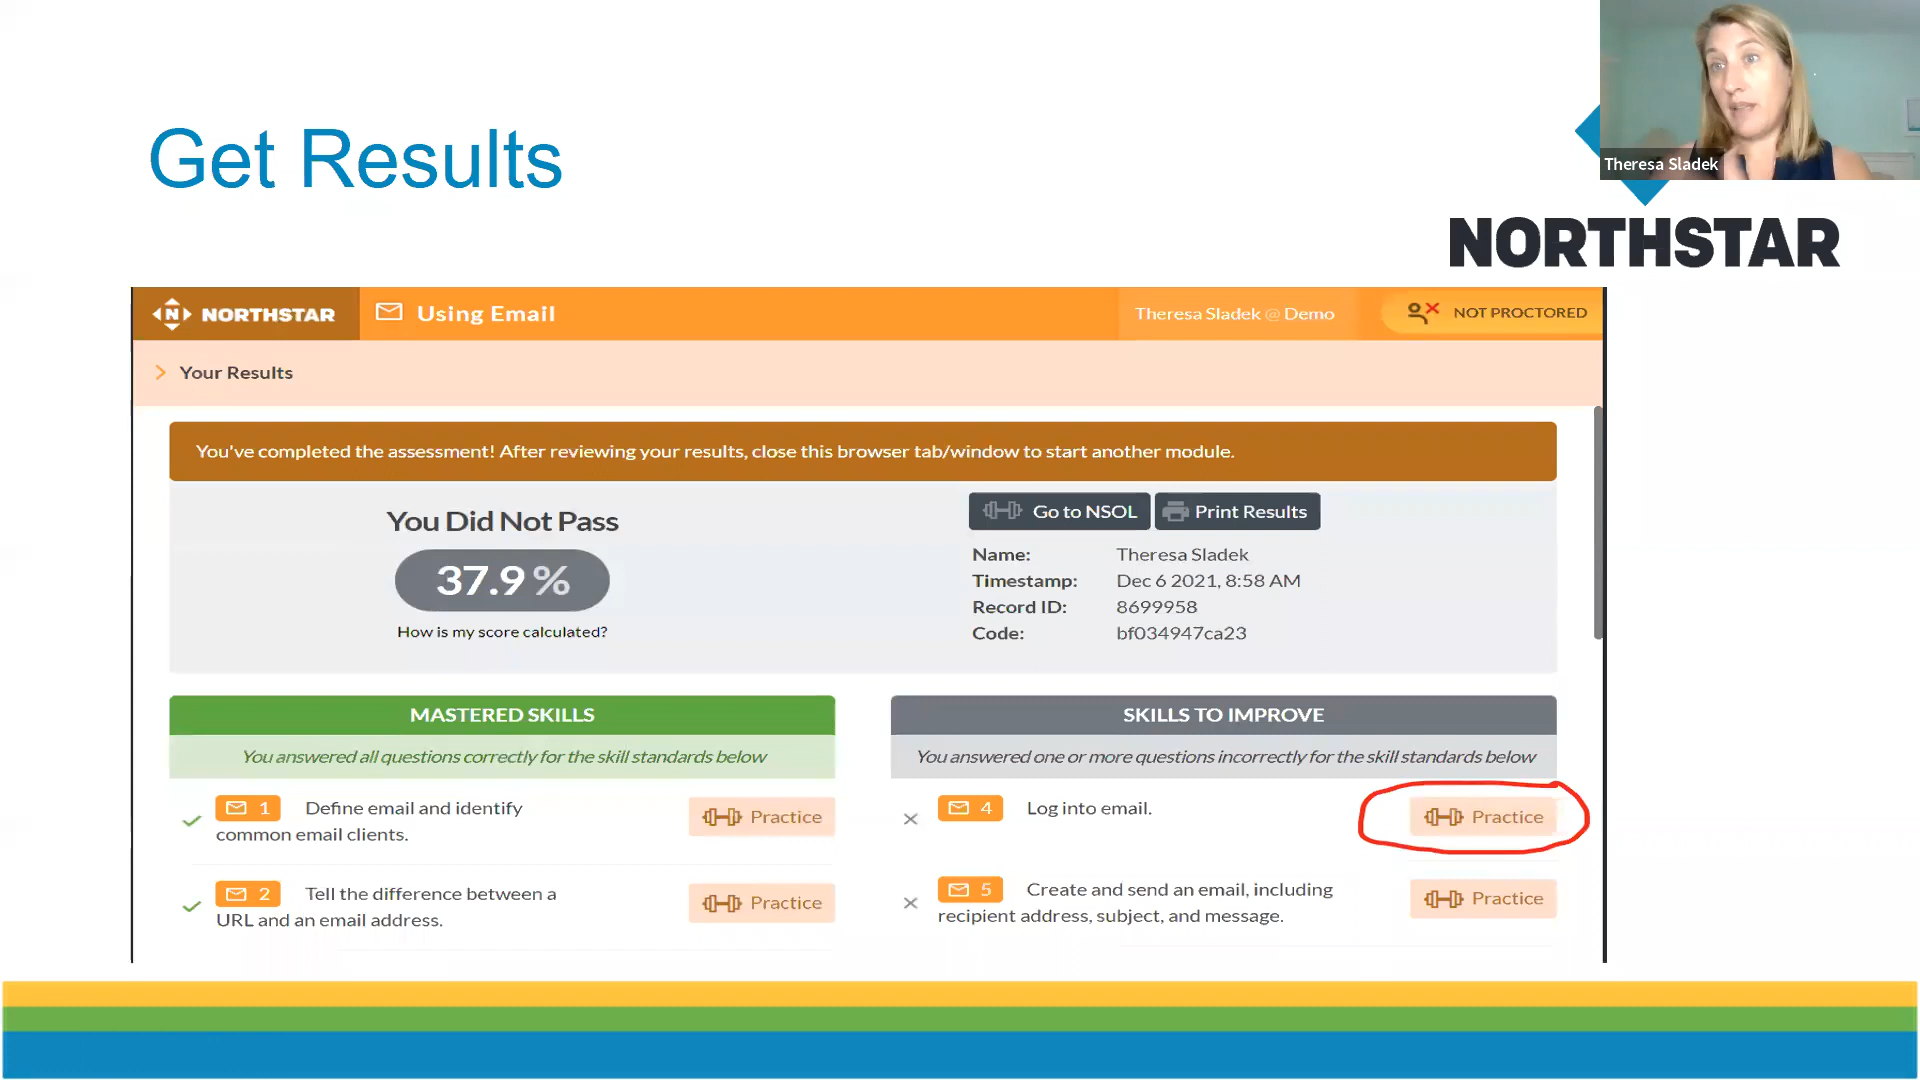 Get Results
Theresa Sladek
NORTHSTAR
N NORTHSTAR
Using Email
Theresa Sladek @ Demo
NOT PROCTORED
Your Results
You've completed the assessment! After reviewing your results, close this browser tab/window to start another module.
You Did Not Pass
37.9 %
How is my score calculated?
Go to NSOL
Print Results
Name: Theresa Sladek
Timestamp: Dec 6 2021, 8:58 AM
Record ID: 8699958
Code: bf034947ca23
MASTERED SKILLS
You answered all questions correctly for the skill standards below
1 Define email and identify
common email clients.
Practice
2 Tell the difference between a
URL and an email address.
Practice
SKILLS TO IMPROVE
You answered one or more questions incorrectly for the skill standards below
4 Log into email.
Practice
5 Create and send an email, including
recipient address, subject, and message.
Practice